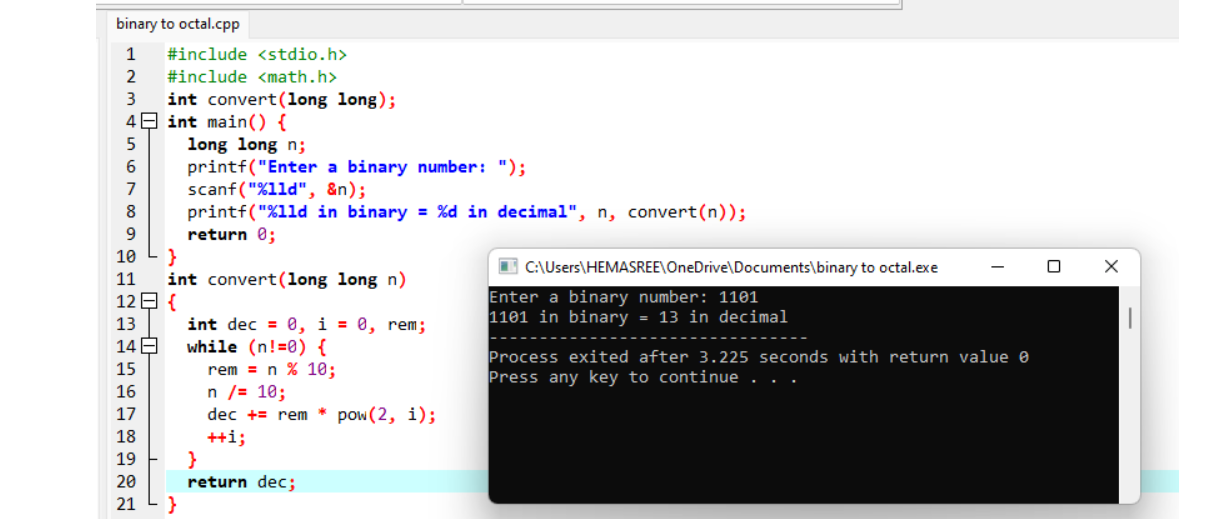 binary to octal.cpp
1 #include <stdio.h>
2 #include <math.h>
3 int convert(long long);
4 int main() {
5 long long n;
6 printf("Enter a binary number: ");
7 scanf("%lld", &n);
8 printf("%lld in binary = %d in decimal", n, convert(n));
9 return 0;
10 }
11 int convert(long long n)
12 {
13 int dec = 0, i = 0, rem;
14 while (n!=0) {
15 rem = n % 10;
16 n /= 10;
17 dec += rem * pow(2, i);
18 ++i;
19 }
20 return dec;
21 }
C:\Users\HEMASREE\OneDrive\Documents\binary to octal.exe
Enter a binary number: 1101
1101 in binary = 13 in decimal
--------------------------------
Process exited after 3.225 seconds with return value 0
Press any key to continue . . .